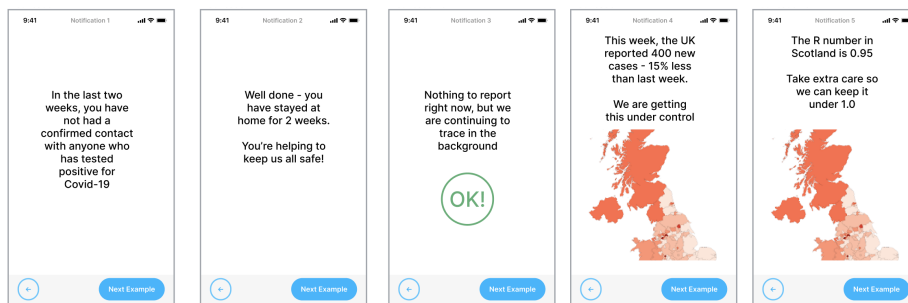 9:41 Notification 1
In the last two
weeks, you have
not had a
confirmed contact
with anyone who
has tested
positive for
Covid-19
Next Example
9:41 Notification 2
Well done - you
have stayed at
home for 2 weeks.
You're helping to
keep us all safe!
Next Example
9:41 Notification 3
Nothing to report
right now, but we
are continuing to
trace in the
background
OK!
Next Example
9:41 Notification 4
This week, the UK
reported 400 new
cases - 15% less
than last week.
We are getting
this under control
Next Example
9:41 Notification 5
The R number in
Scotland is 0.95
Take extra care so
we can keep it
under 1.0
Next Example